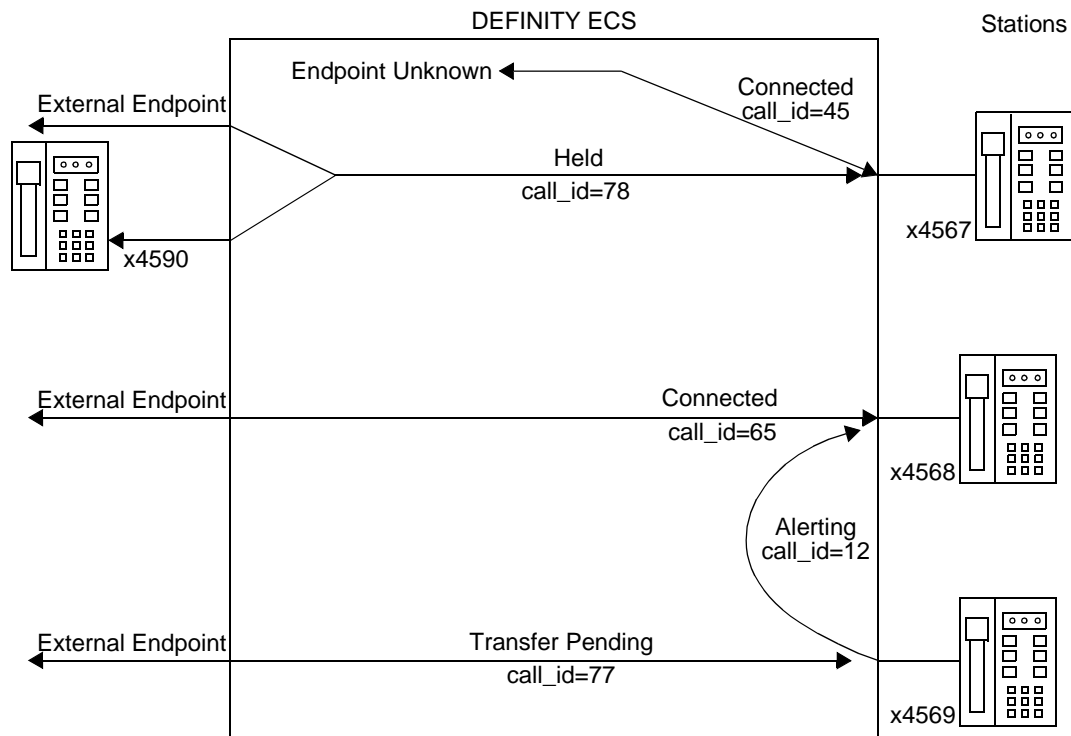 DEFINITY ECS
Stations
Endpoint Unknown
Connected
call_id=45
External Endpoint
Held
call_id=78
x4567
x4590
External Endpoint
Connected
call_id=65
x4568
Alerting
call_id=12
External Endpoint
Transfer Pending
call_id=77
x4569